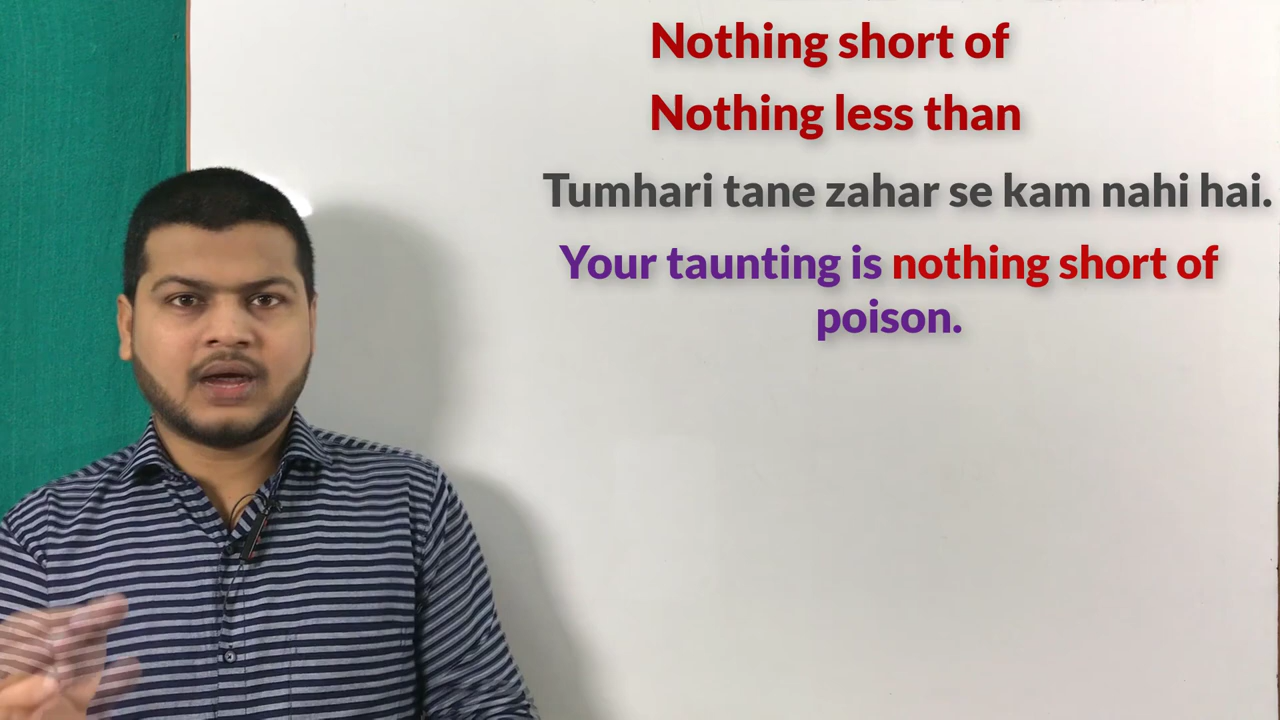 Nothing short of
Nothing less than
Tumhari tane zahar se kam nahi hai.
Your taunting is nothing short of
poison.